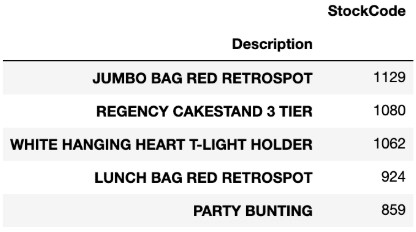 StockCode
Description
JUMBO BAG RED RETROSPOT 1129
REGENCY CAKESTAND 3 TIER 1080
WHITE HANGING HEART T-LIGHT HOLDER 1062
LUNCH BAG RED RETROSPOT 924
PARTY BUNTING 859